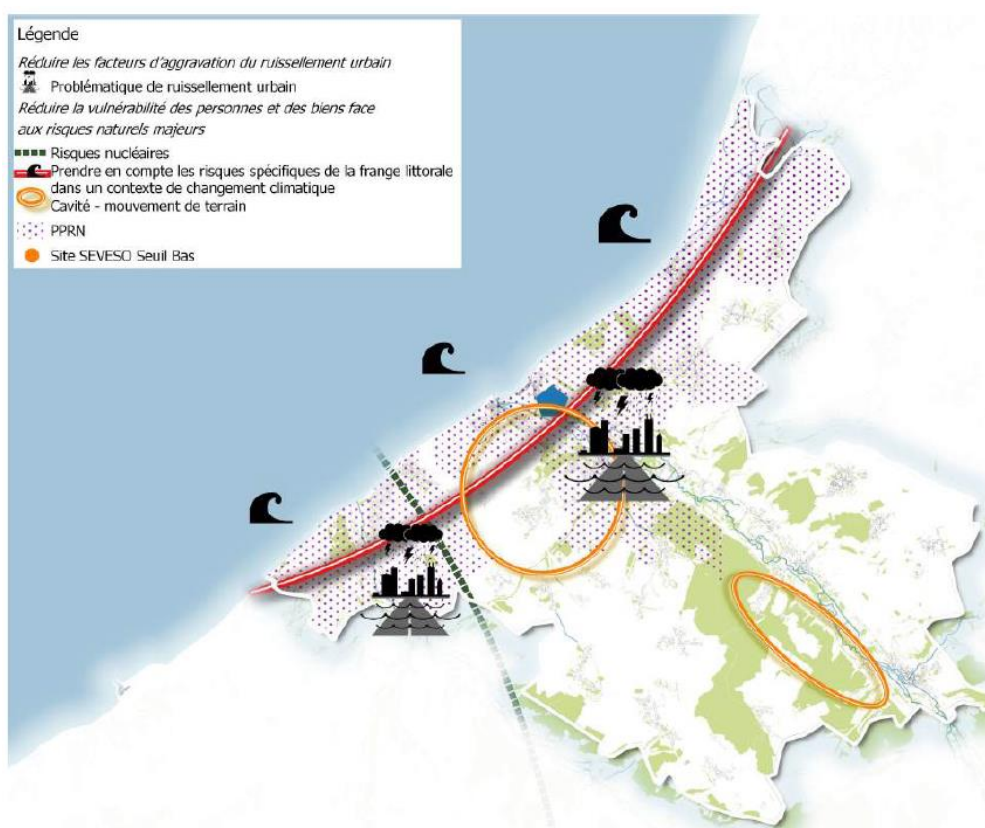 Légende
Réduire les facteurs d'aggravation du ruissellement urbain
Problématique de ruissellement urbain
Réduire la vulnérabilité des personnes et des biens face
aux risques naturels majeurs
Risques nucléaires
Prendre en compte les risques spécifiques de la frange littorale
dans un contexte de changement climatique
Cavité - mouvement de terrain
PPRN
Site SEVESO Seuil Bas